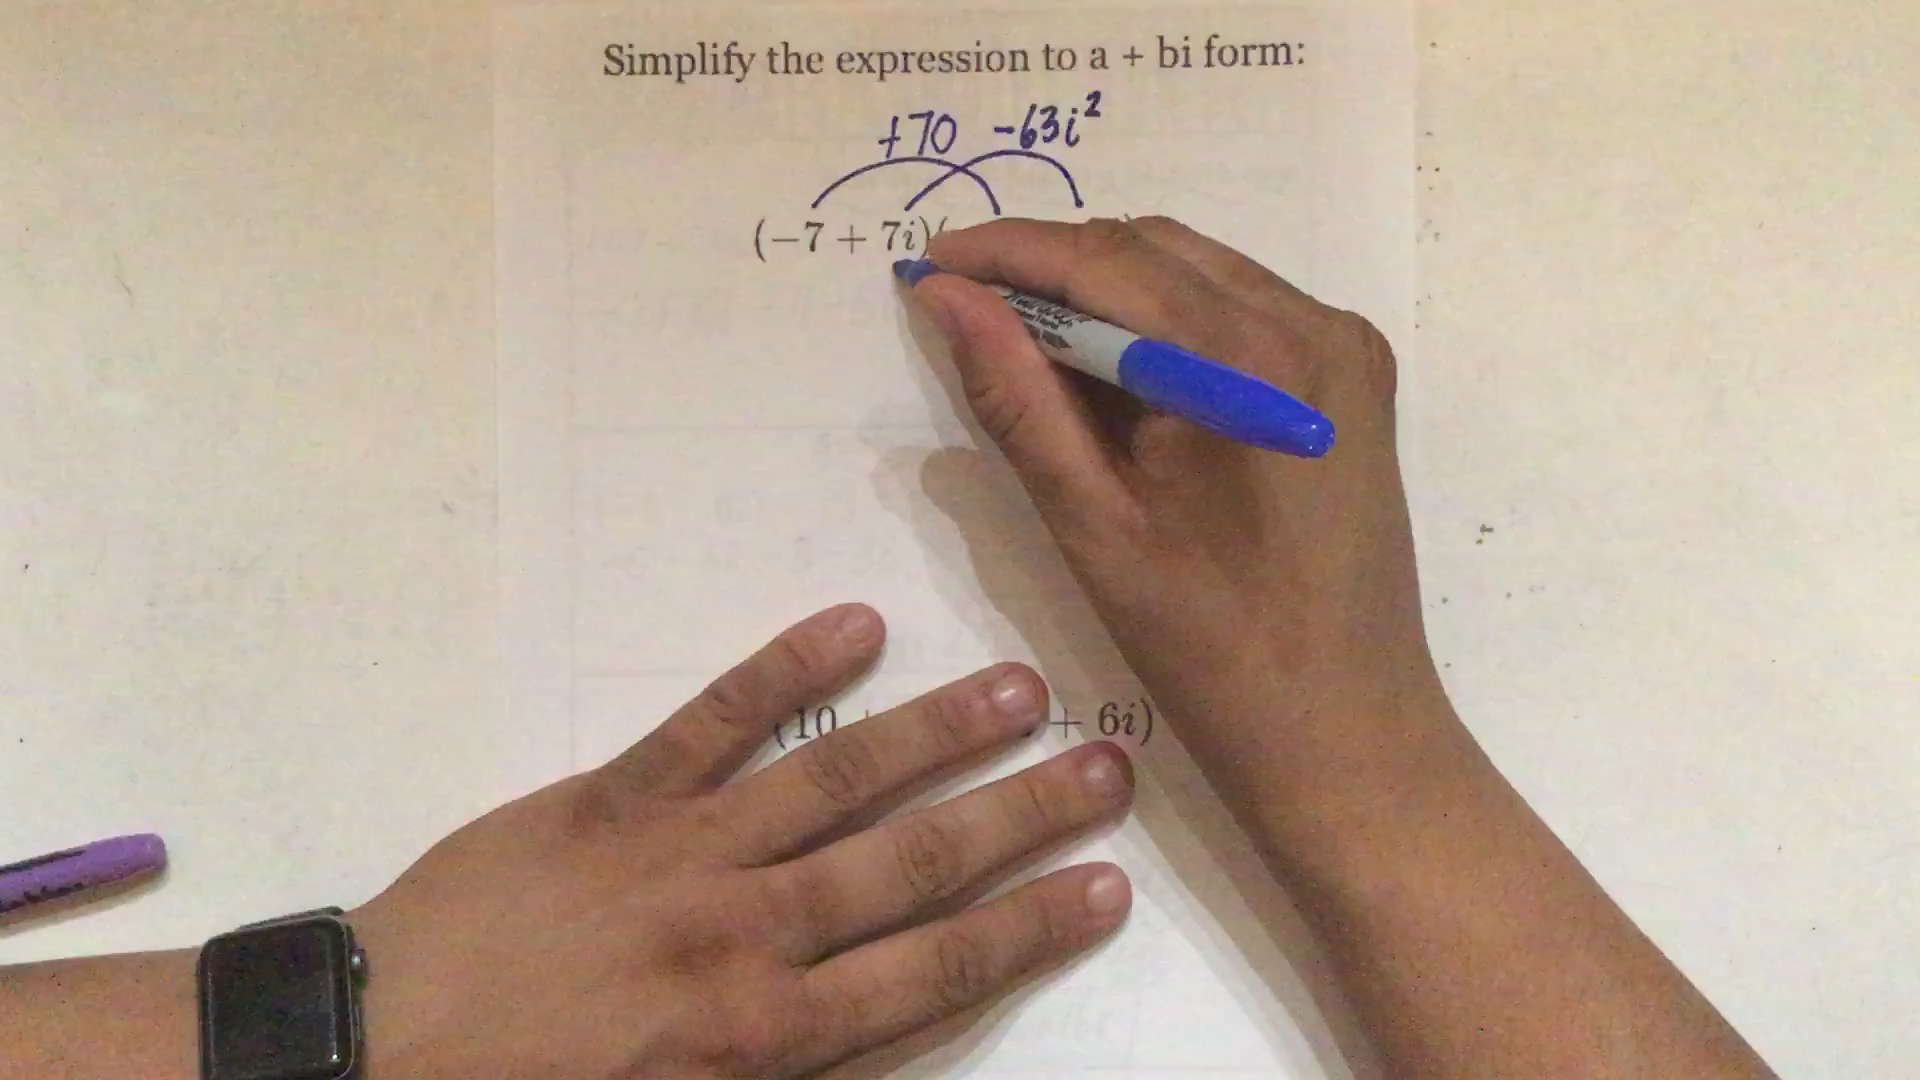 Simplify the expression to a + bi form:
+70 -63i²
(−7 + 7i)(
(10 + 6i)